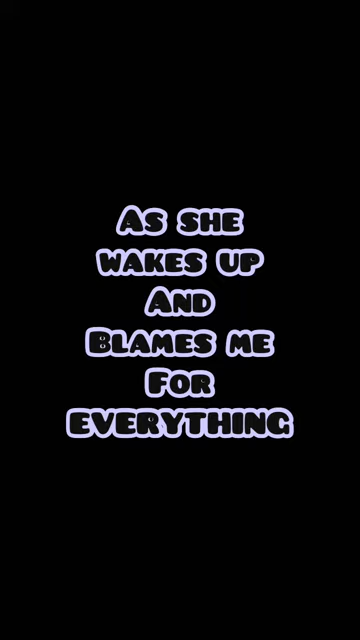 As she
wakes up
And
Blames me
For
EVERYTHING